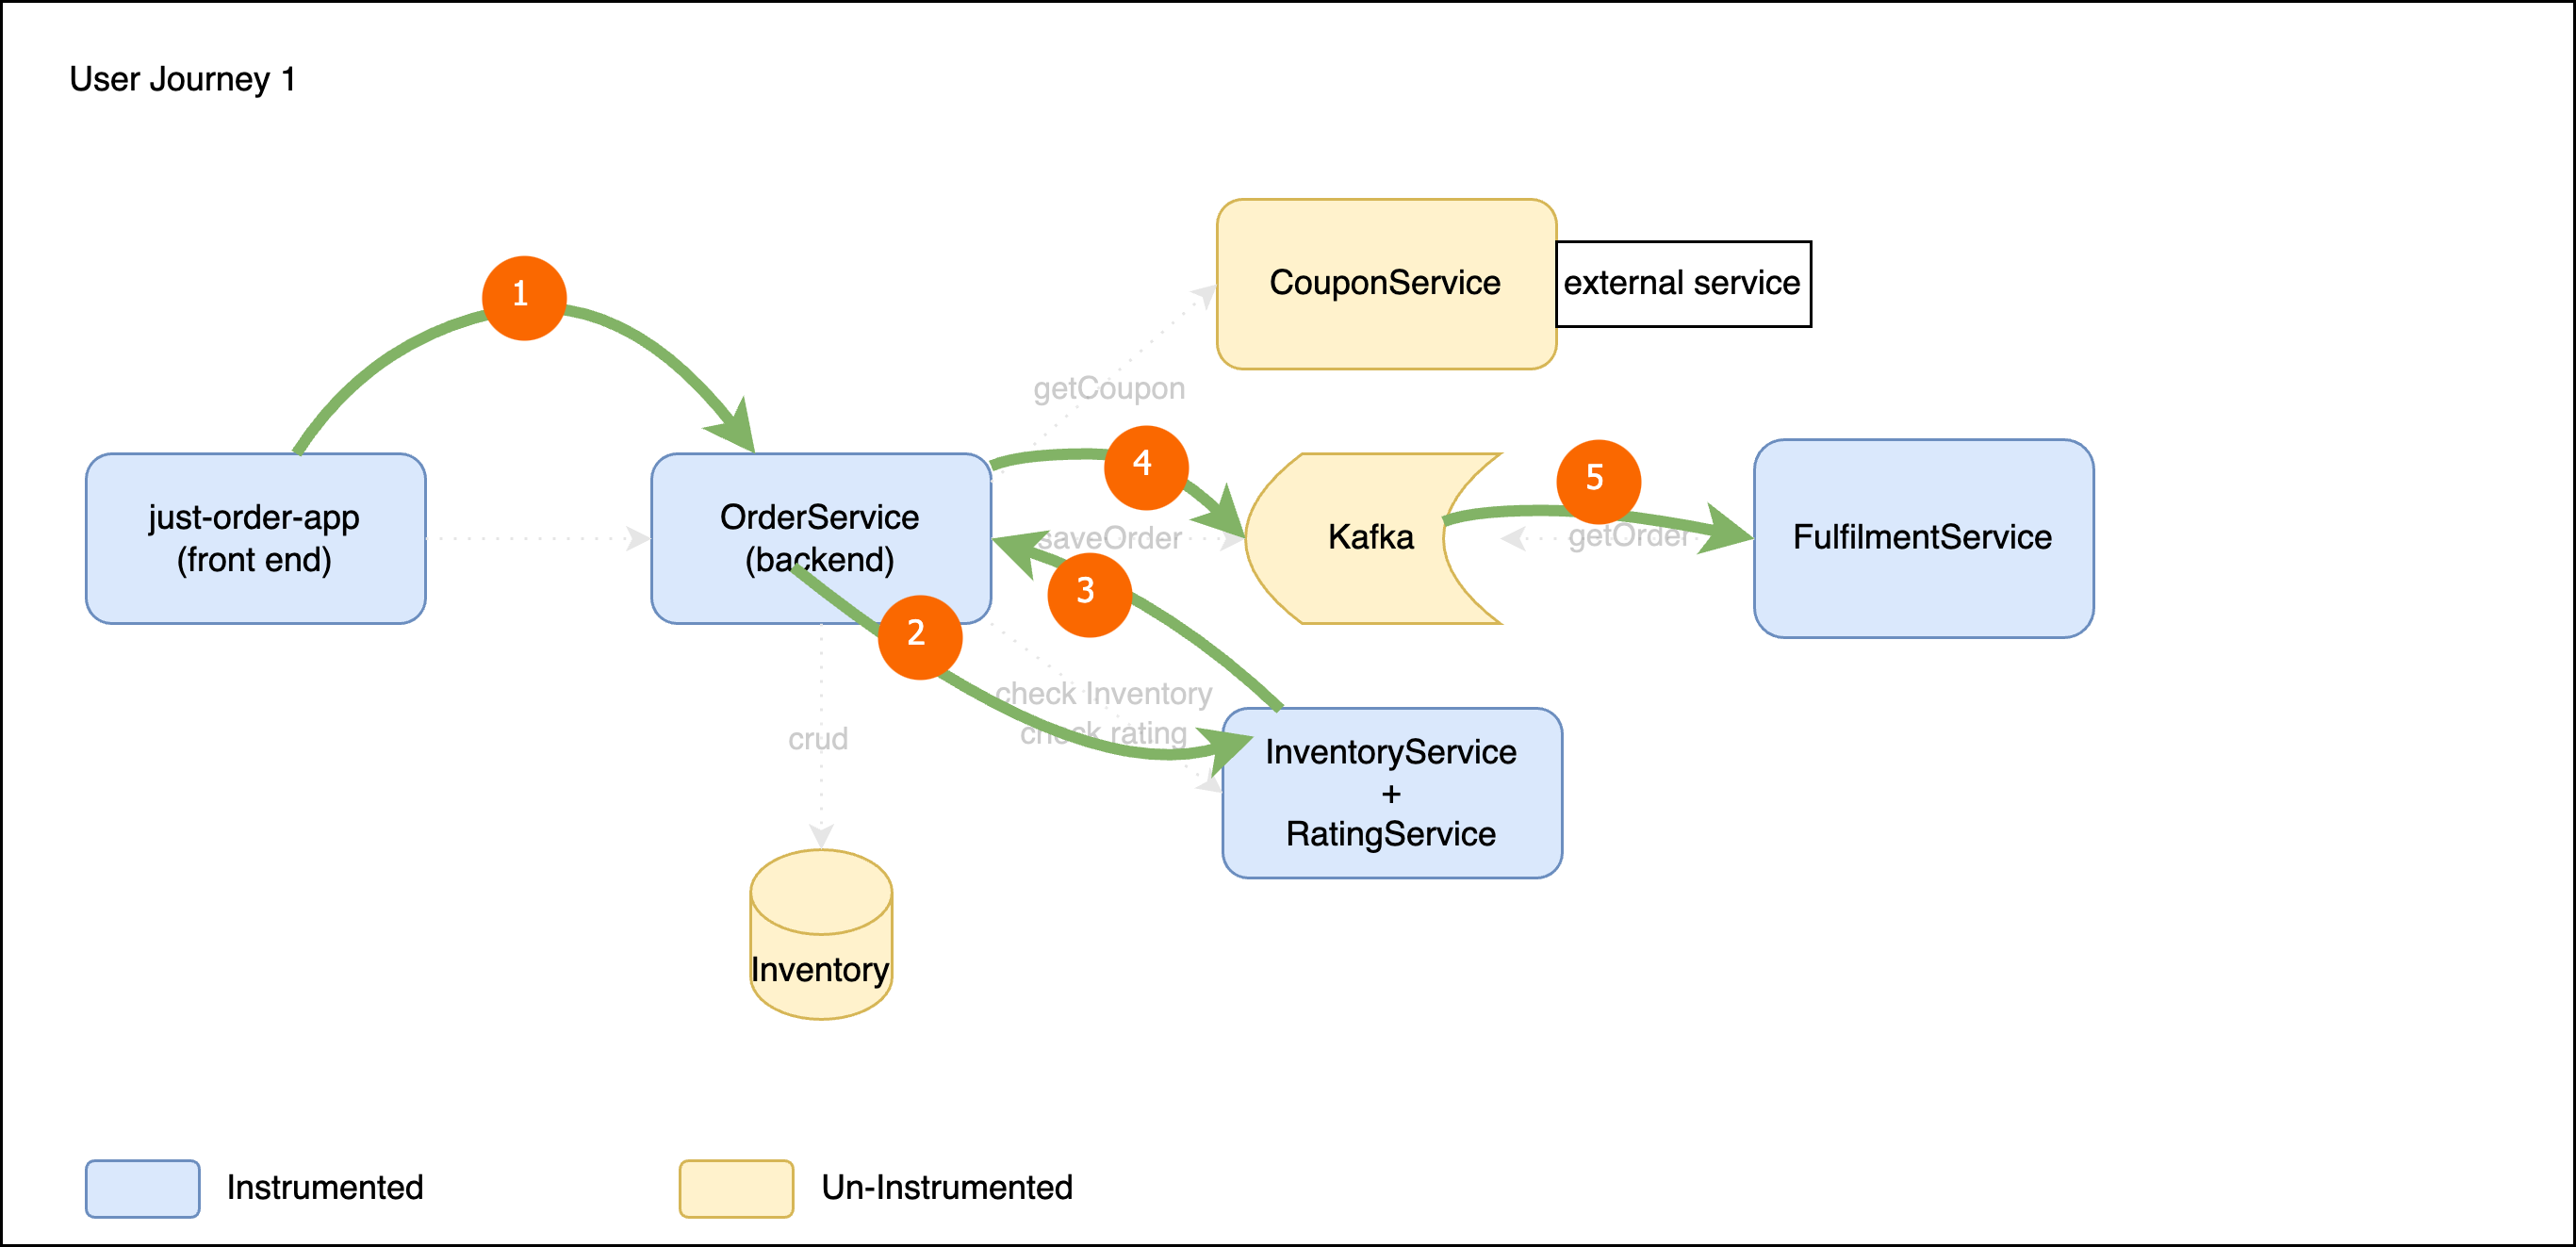 User Journey 1
CouponService
external service
1
getCoupon
4
5
just-order-app
(front end)
OrderService
(backend)
saveOrder
Kafka
getOrder
FulfilmentService
3
2
check Inventory
check rating
crud
InventoryService
+
RatingService
Inventory
Instrumented
Un-Instrumented